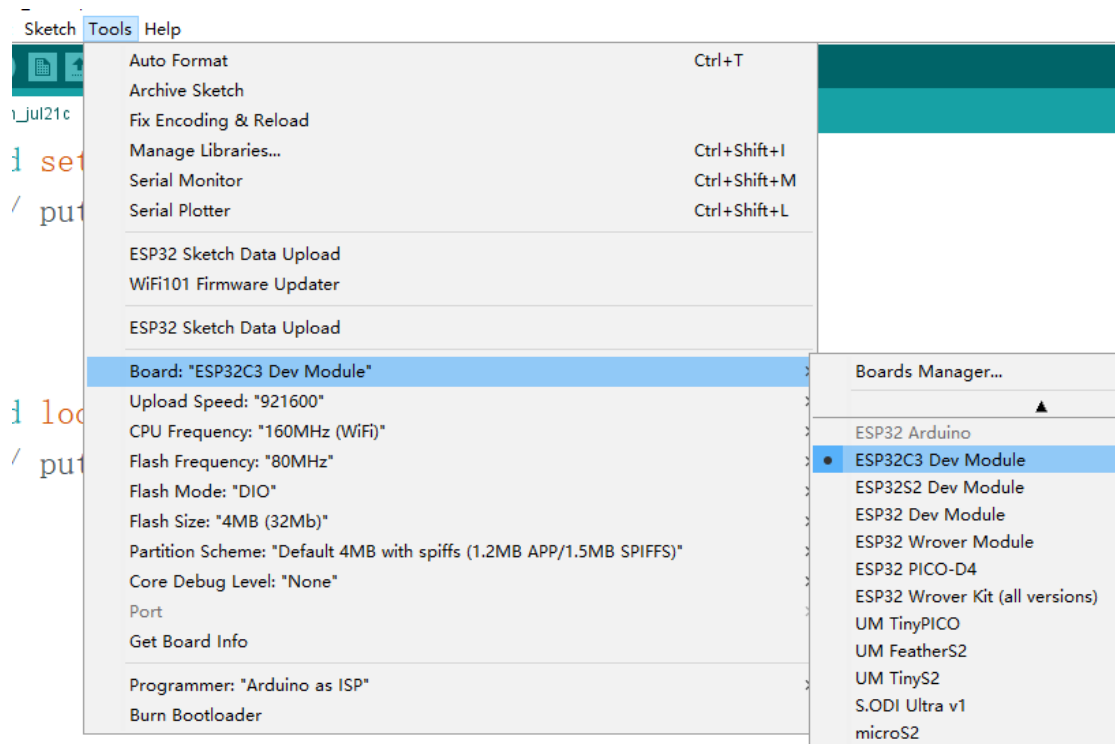 Sketch Tools Help
Auto Format Ctrl+T
Archive Sketch
Fix Encoding & Reload
Manage Libraries... Ctrl+Shift+I
Serial Monitor Ctrl+Shift+M
Serial Plotter Ctrl+Shift+L
ESP32 Sketch Data Upload
WiFi101 Firmware Updater
ESP32 Sketch Data Upload
Board: "ESP32C3 Dev Module"
Upload Speed: "921600"
CPU Frequency: "160MHz (WiFi)"
Flash Frequency: "80MHz"
Flash Mode: "DIO"
Flash Size: "4MB (32Mb)"
Partition Scheme: "Default 4MB with spiffs (1.2MB APP/1.5MB SPIFFS)"
Core Debug Level: "None"
Port
Get Board Info
Programmer: "Arduino as ISP"
Burn Bootloader
Boards Manager...
ESP32 Arduino
ESP32C3 Dev Module
ESP32S2 Dev Module
ESP32 Dev Module
ESP32 Wrover Module
ESP32 PICO-D4
ESP32 Wrover Kit (all versions)
UM TinyPICO
UM FeatherS2
UM TinyS2
S.ODI Ultra v1
microS2
_jul21c
d set
/ put
d loo
/ put